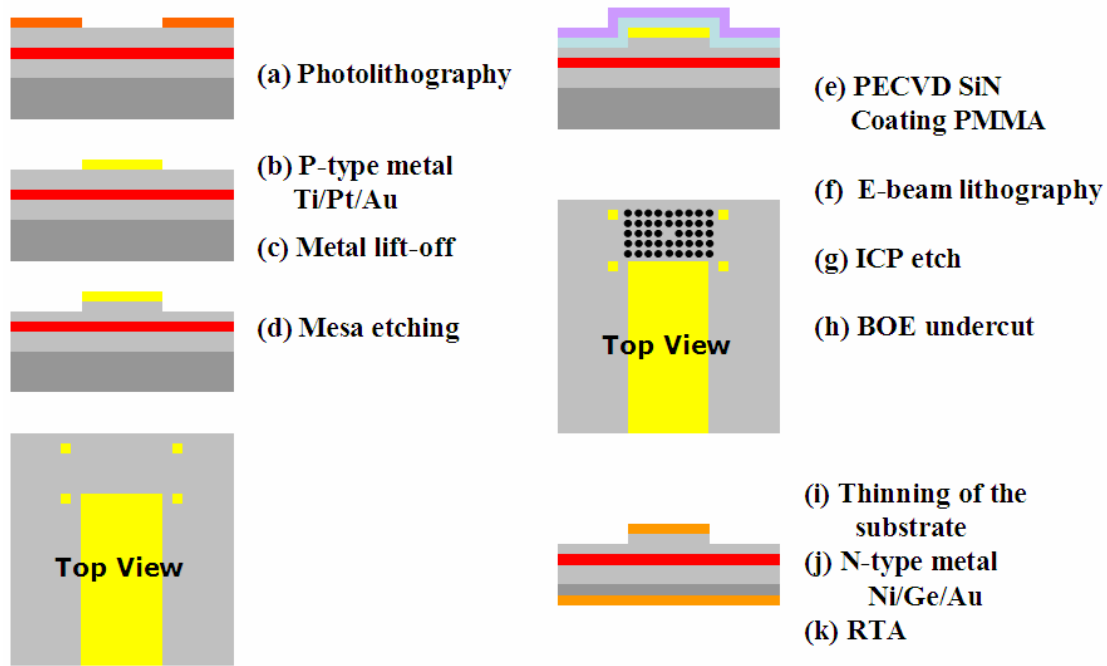 (a) Photolithography
(b) P-type metal
Ti/Pt/Au
(c) Metal lift-off
(d) Mesa etching
Top View
(e) PECVD SiN
Coating PMMA
(f) E-beam lithography
(g) ICP etch
(h) BOE undercut
Top View
(i) Thinning of the
substrate
(j) N-type metal
Ni/Ge/Au
(k) RTA